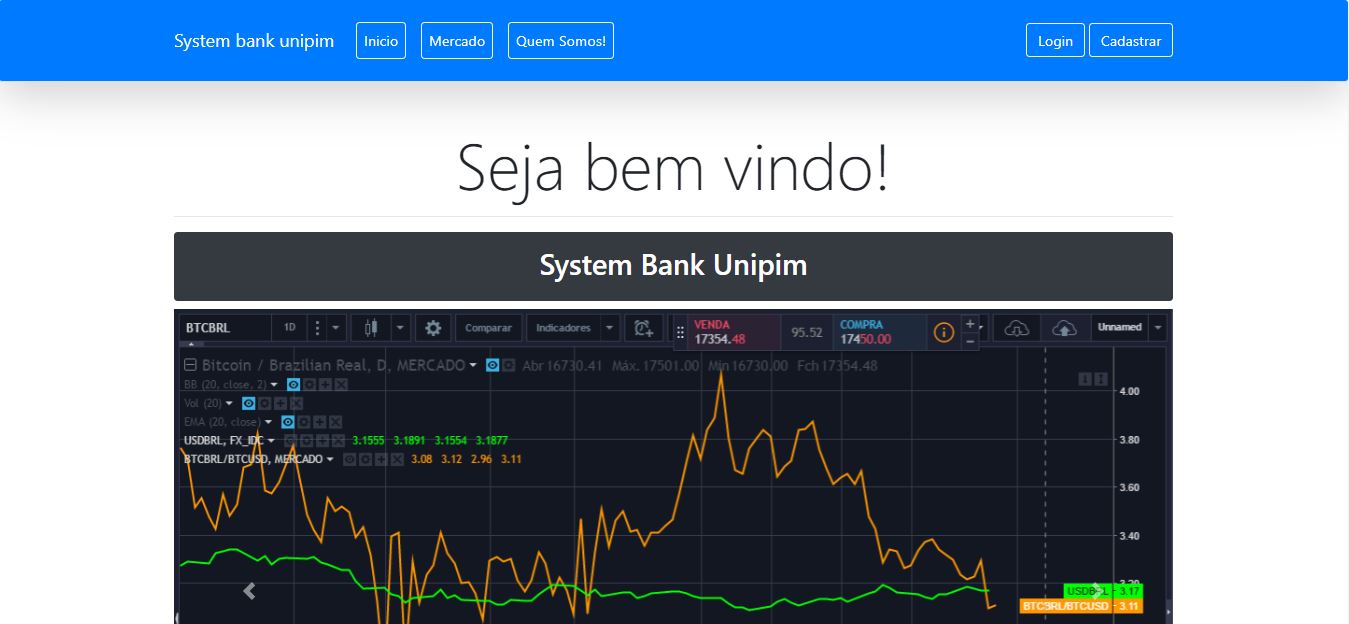 System bank unipim Inicio Mercado Quem Somos! Login Cadastrar
Seja bem vindo!
System Bank Unipim
BTCBRL 1D Comparar Indicadores VENDA 17354.48 95.52 COMPRA 17450.00 Unnamed
Bitcoin / Brazilian Real, D, MERCADO Abr 16730.41 Máx. 17501.00 Mín 16730.00 Fch 17354.48
BB (20, close, 2)
4.00
Vol (20)
EMA (20, close)
USDBRL, FX_IDC 3.1555 3.1891 3.1554 3.1877
3.80
BTCBRL/BTCUSD, MERCADO 3.08 3.12 2.96 3.11
3.60
3.40
3.20
USDBRL 3.17
BTCBRL/BTCUSD 3.11